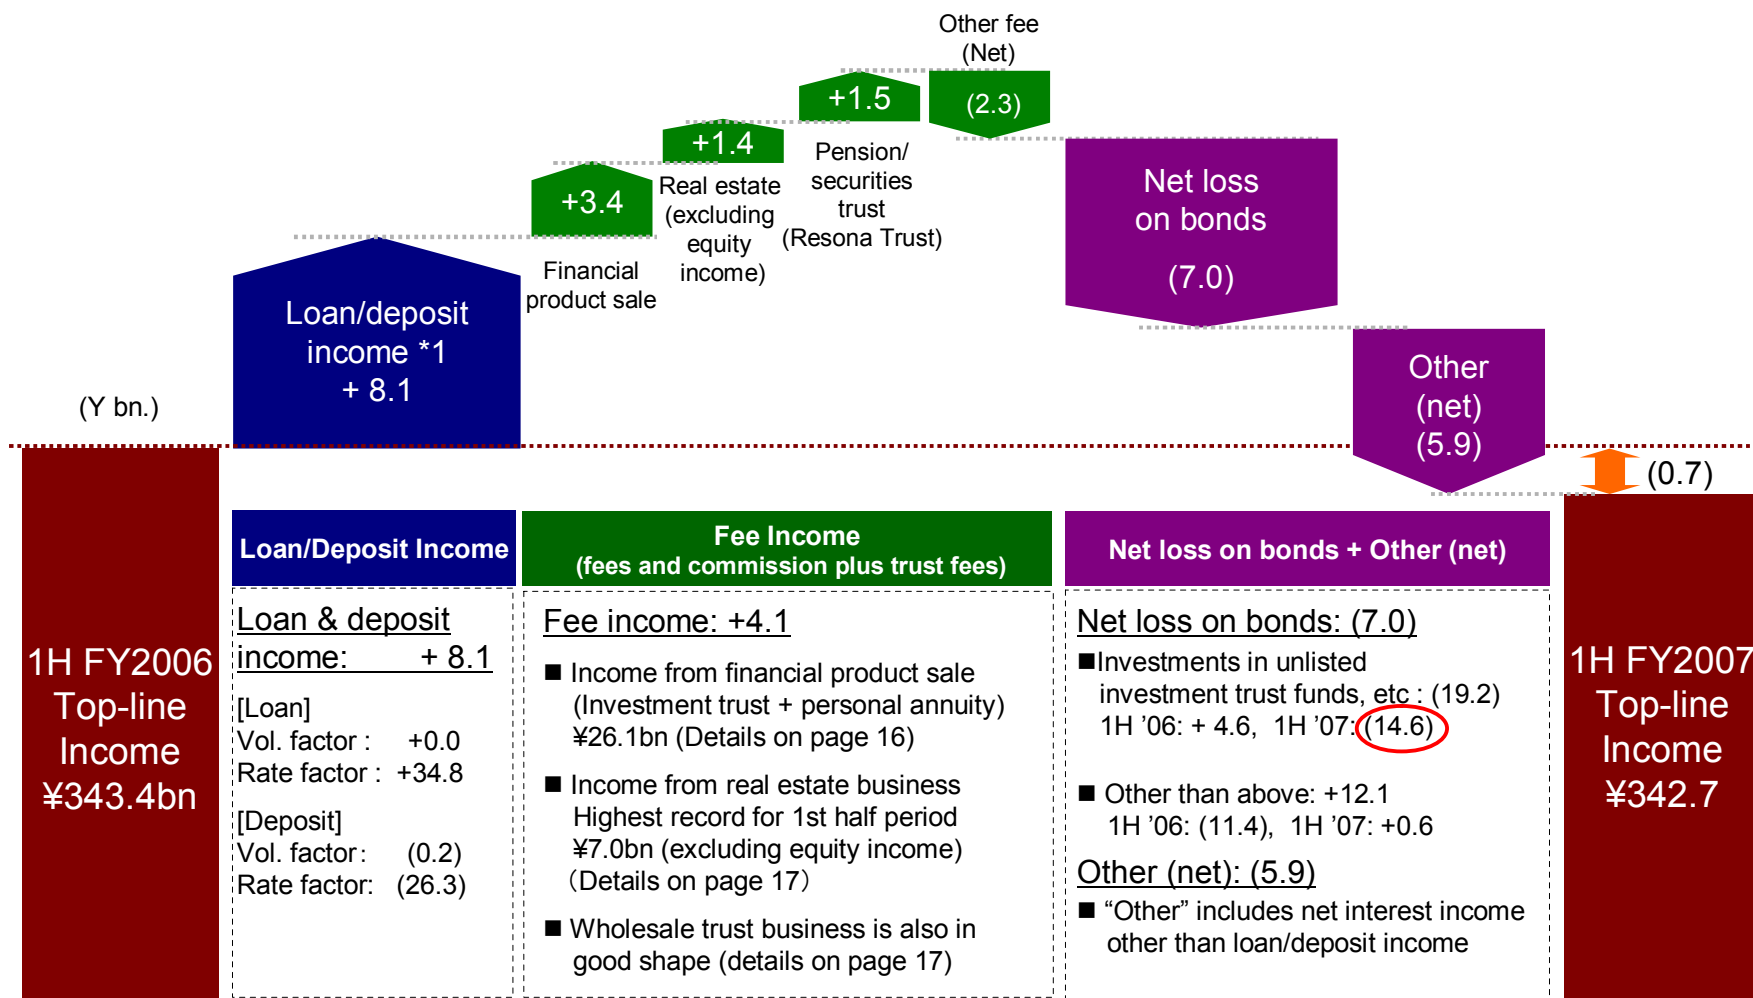 Other fee
(Net)
+1.5
(2.3)
+1.4
Pension/
securities
trust
(Resona Trust)
Net loss
on bonds
(7.0)
+3.4
Real estate
(excluding
equity
income)
Financial
product sale
Loan/deposit
income *1
+ 8.1
Other
(net)
(5.9)
(Y bn.)
(0.7)
1H FY2006
Top-line
Income
¥343.4bn
Loan/Deposit Income
Loan & deposit
income: + 8.1
[Loan]
Vol. factor : +0.0
Rate factor : +34.8
[Deposit]
Vol. factor: (0.2)
Rate factor: (26.3)
Fee Income
(fees and commission plus trust fees)
Fee income: +4.1
■ Income from financial product sale
(Investment trust + personal annuity)
¥26.1bn (Details on page 16)
■ Income from real estate business
Highest record for 1st half period
¥7.0bn (excluding equity income)
(Details on page 17)
■ Wholesale trust business is also in
good shape (details on page 17)
Net loss on bonds + Other (net)
Net loss on bonds: (7.0)
■Investments in unlisted
investment trust funds, etc : (19.2)
1H ’06: + 4.6, 1H ’07: (14.6)
■ Other than above: +12.1
1H ’06: (11.4), 1H ’07: +0.6
Other (net): (5.9)
■ “Other” includes net interest income
other than loan/deposit income
1H FY2007
Top-line
Income
¥342.7